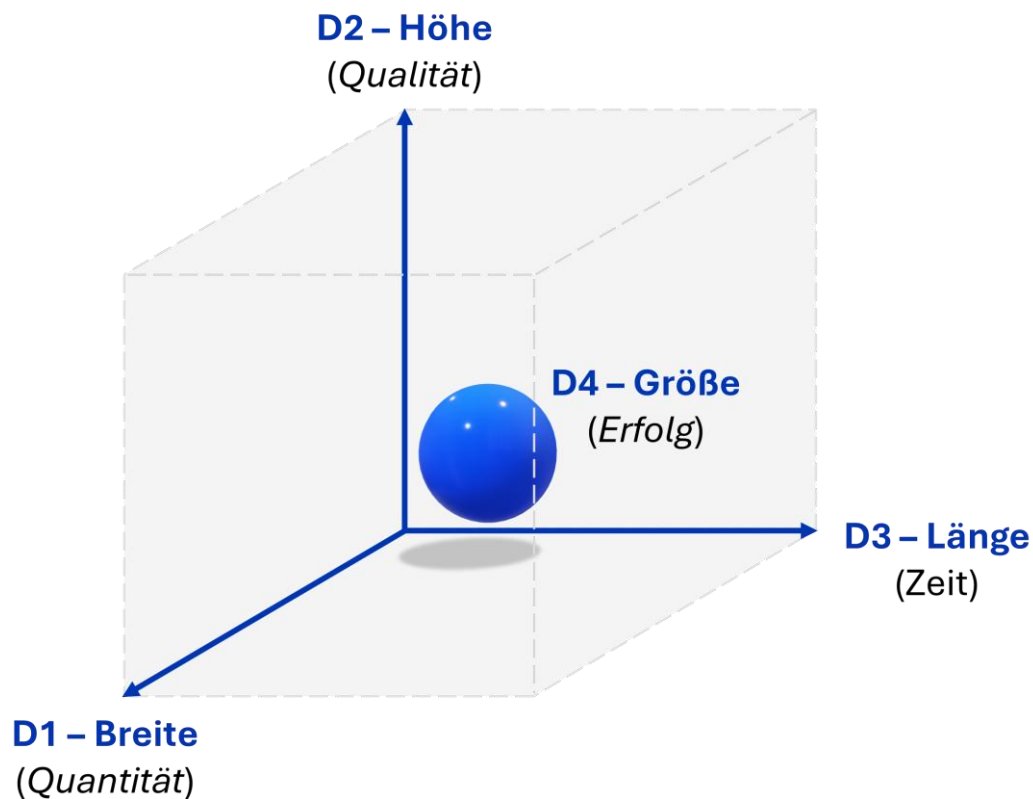 D2 – Höhe
(Qualität)
D4 – Größe
(Erfolg)
D3 – Länge
(Zeit)
D1 – Breite
(Quantität)